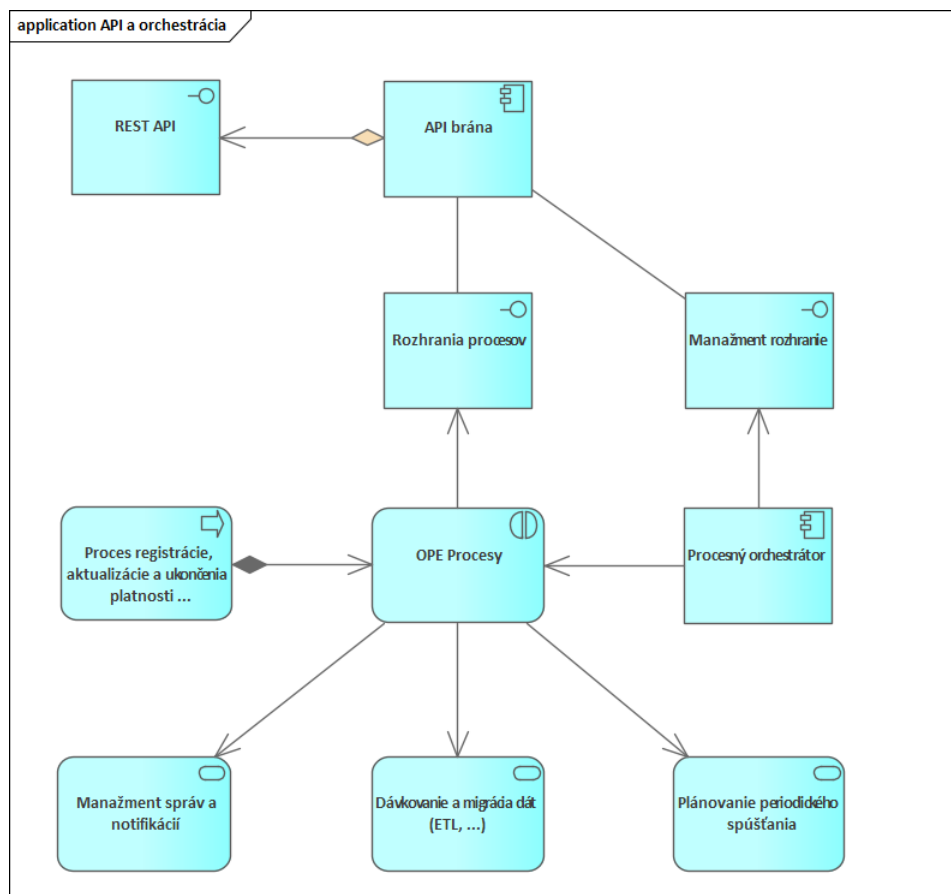 application API a orchestrácia
REST API
API brána
Rozhrania procesov
Manažment rozhranie
Proces registrácie,
aktualizácie a ukončenia
platnosti ...
OPE Procesy
Procesný orchestrátor
Manažment správ a
notifikácií
Dávkovanie a migrácia dát
(ETL, ...)
Plánovanie periodického
spúšťania